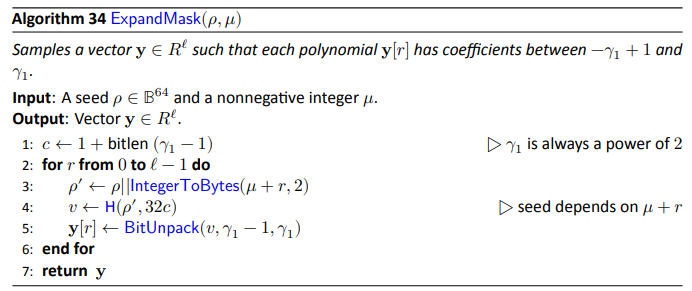 Algorithm 34 ExpandMask(ρ, μ)
Samples a vector 𝐲 ∈ R^ℓ such that each polynomial 𝐲[r] has coefficients between −γ₁ + 1 and
γ₁.
Input: A seed ρ ∈ 𝔹^64 and a nonnegative integer μ.
Output: Vector 𝐲 ∈ R^ℓ.
1: c ← 1 + bitlen (γ₁ − 1) ▷ γ₁ is always a power of 2
2: for r from 0 to ℓ − 1 do
3: ρ′ ← ρ||IntegerToBytes(μ + r, 2)
4: v ← H(ρ′, 32c) ▷ seed depends on μ + r
5: 𝐲[r] ← BitUnpack(v, γ₁ − 1, γ₁)
6: end for
7: return 𝐲